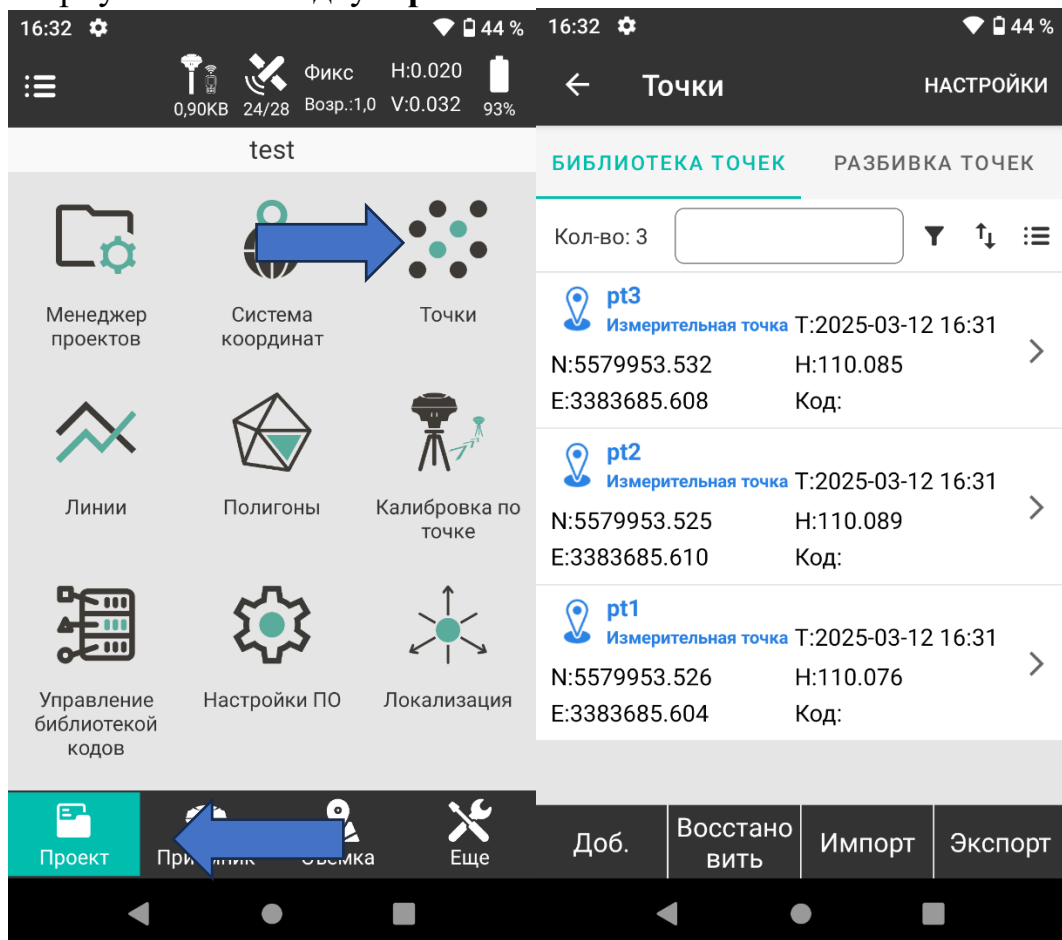 16:32
44 %
Фикс
H:0.020
0,90KB
24/28
Возр.:1,0
V:0.032
93%
test
Менеджер
проектов
Система
координат
Точки
Линии
Полигоны
Калибровка по
точке
Управление
библиотекой
кодов
Настройки ПО
Локализация
Проект
Еще
16:32
44 %
Точки
НАСТРОЙКИ
БИБЛИОТЕКА ТОЧЕК
РАЗБИВКА ТОЧЕК
Кол-во: 3
pt3
Измерительная точка T:2025-03-12 16:31
N:5579953.532 H:110.085
E:3383685.608 Код:
pt2
Измерительная точка T:2025-03-12 16:31
N:5579953.525 H:110.089
E:3383685.610 Код:
pt1
Измерительная точка T:2025-03-12 16:31
N:5579953.526 H:110.076
E:3383685.604 Код:
Доб.
Восстано
вить
Импорт
Экспорт